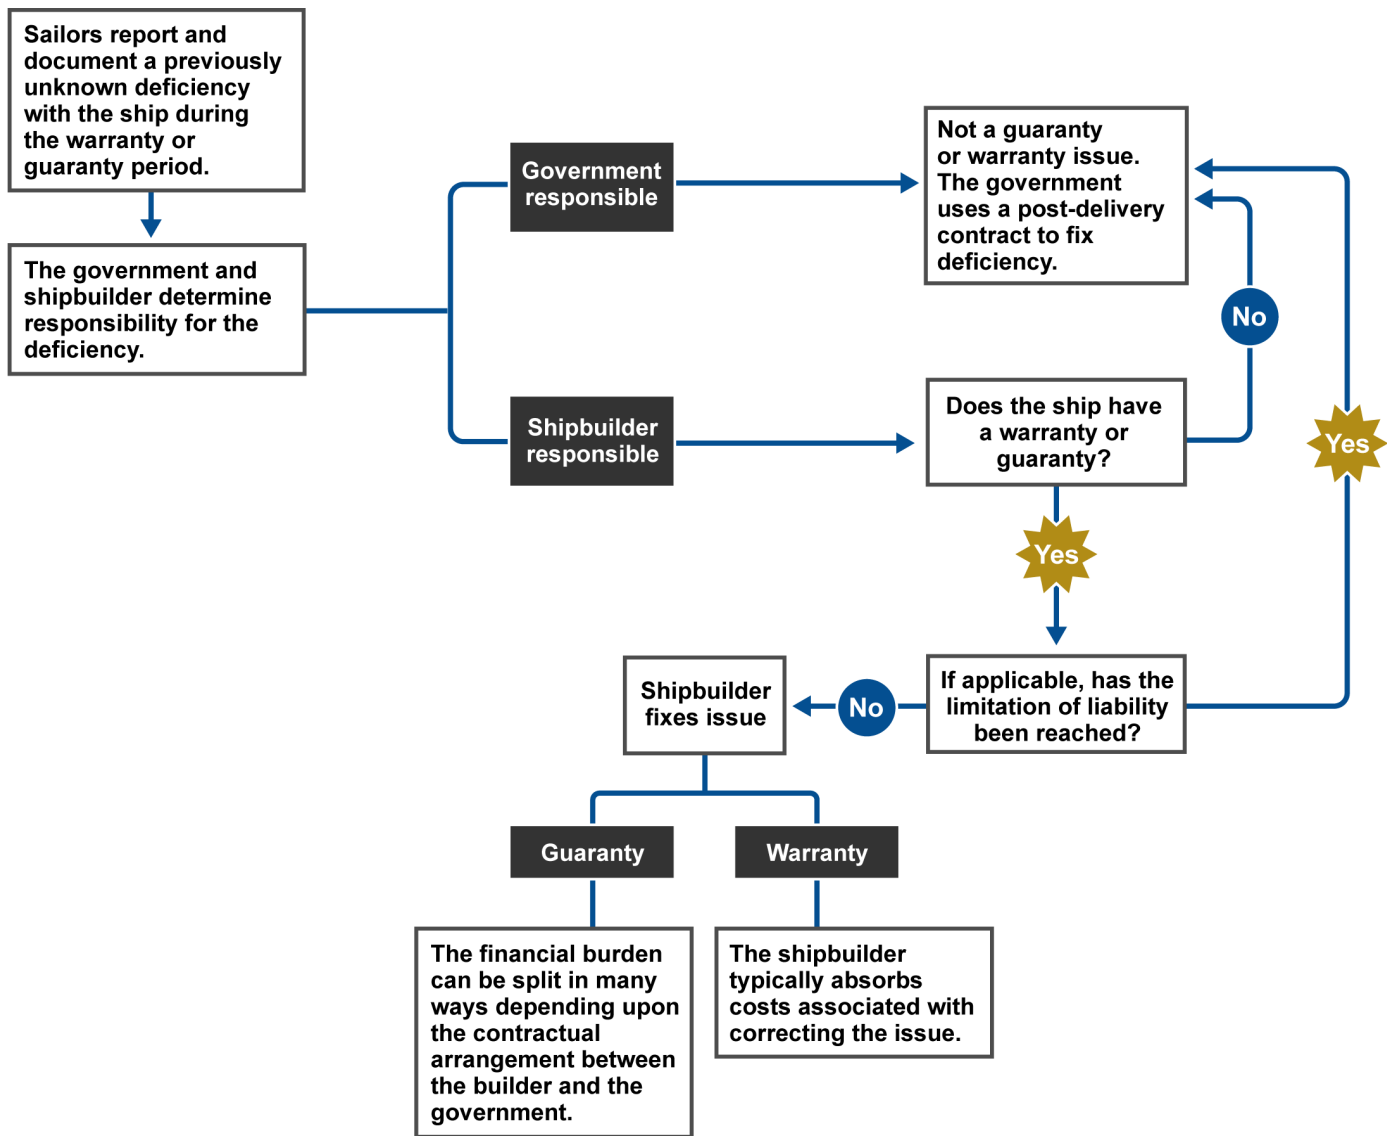 Sailors report and
document a previously
unknown deficiency
with the ship during
the warranty or
guaranty period.
The government and
shipbuilder determine
responsibility for the
deficiency.
Government
responsible
Not a guaranty
or warranty issue.
The government
uses a post-delivery
contract to fix
deficiency.
No
Shipbuilder
responsible
Does the ship have
a warranty or
guaranty?
Yes
Yes
Shipbuilder
fixes issue
No
If applicable, has the
limitation of liability
been reached?
Guaranty
Warranty
The financial burden
can be split in many
ways depending upon
the contractual
arrangement between
the builder and the
government.
The shipbuilder
typically absorbs
costs associated with
correcting the issue.